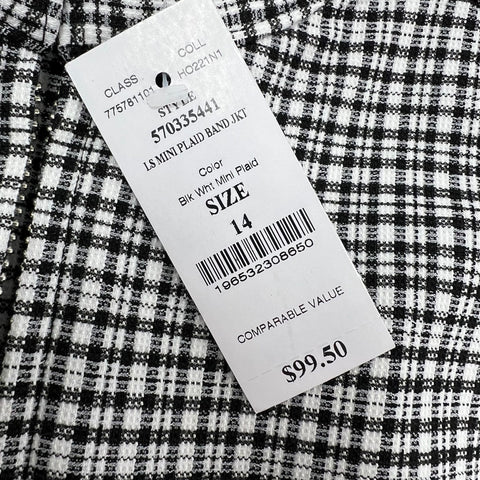 CLASS COLL
775781101 HO221N1
STYLE
570335441
LS MINI PLAID BAND JKT
Color
Blk Wht Mini Plaid
SIZE
14
196532308650
COMPARABLE VALUE
$99.50